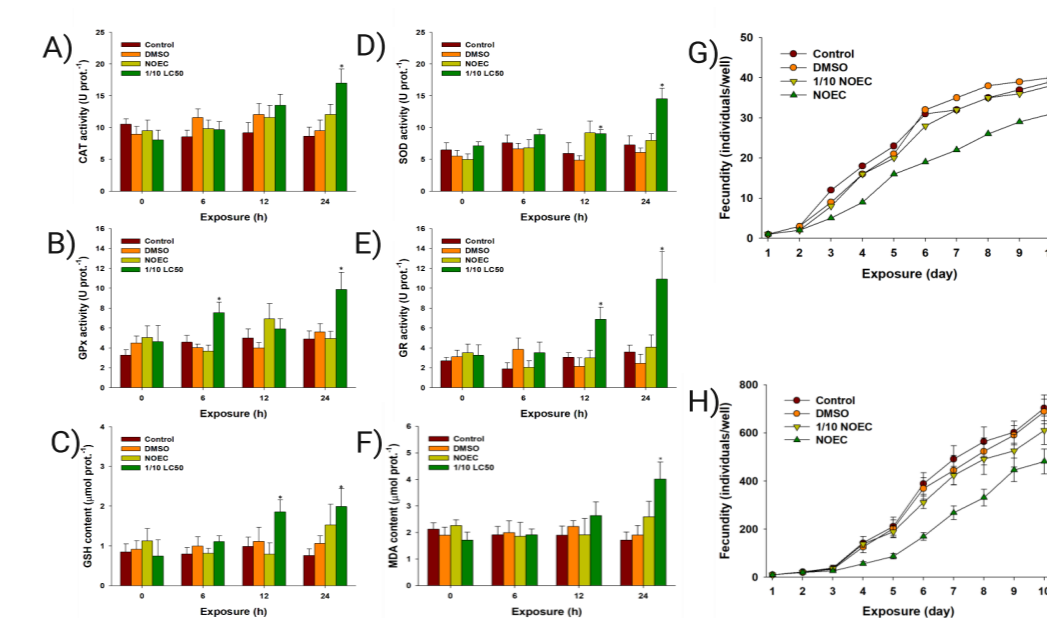 A)
CAT activity (U prot.⁻¹)
25
20
15
10
5
0
Control
DMSO
NOEC
1/10 LC50
*
0 6 12 24
Exposure (h)
D)
SOD activity (U prot.⁻¹)
25
20
15
10
5
0
Control
DMSO
NOEC
1/10 LC50
* *
0 6 12 24
Exposure (h)
G)
Fecundity (individuals/well)
50
40
30
20
10
0
Control
DMSO
1/10 NOEC
NOEC
1 2 3 4 5 6 7 8 9 1
Exposure (day)
B)
GPx activity (U prot.⁻¹)
16
14
12
10
8
6
4
2
0
Control
DMSO
NOEC
1/10 LC50
* *
0 6 12 24
Exposure (h)
E)
GR activity (U prot.⁻¹)
16
14
12
10
8
6
4
2
0
Control
DMSO
NOEC
1/10 LC50
* *
0 6 12 24
Exposure (h)
H)
Fecundity (individuals/well)
800
600
400
200
0
Control
DMSO
1/10 NOEC
NOEC
1 2 3 4 5 6 7 8 9 10
Exposure (day)
C)
GSH content (µmol prot.⁻¹)
4
3
2
1
0
Control
DMSO
NOEC
1/10 LC50
* *
0 6 12 24
Exposure (h)
F)
MDA content (µmol prot.⁻¹)
5
4
3
2
1
0
Control
DMSO
NOEC
1/10 LC50
*
0 6 12 24
Exposure (h)